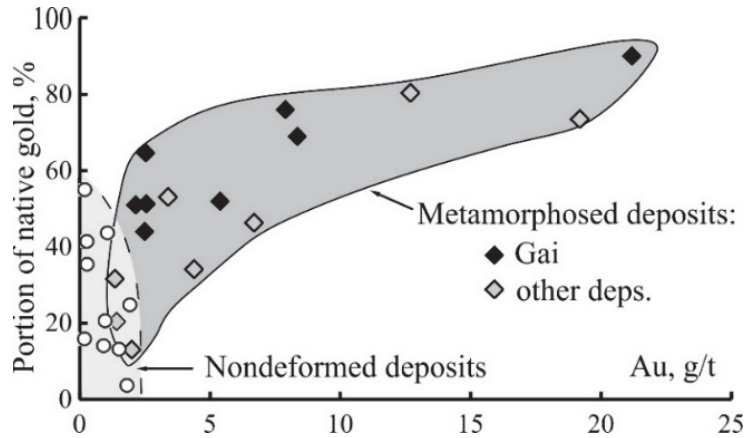 Portion of native gold, %
100
80
60
40
20
0
Metamorphosed deposits:
Gai
other deps.
Nondeformed deposits
Au, g/t
0
5
10
15
20
25